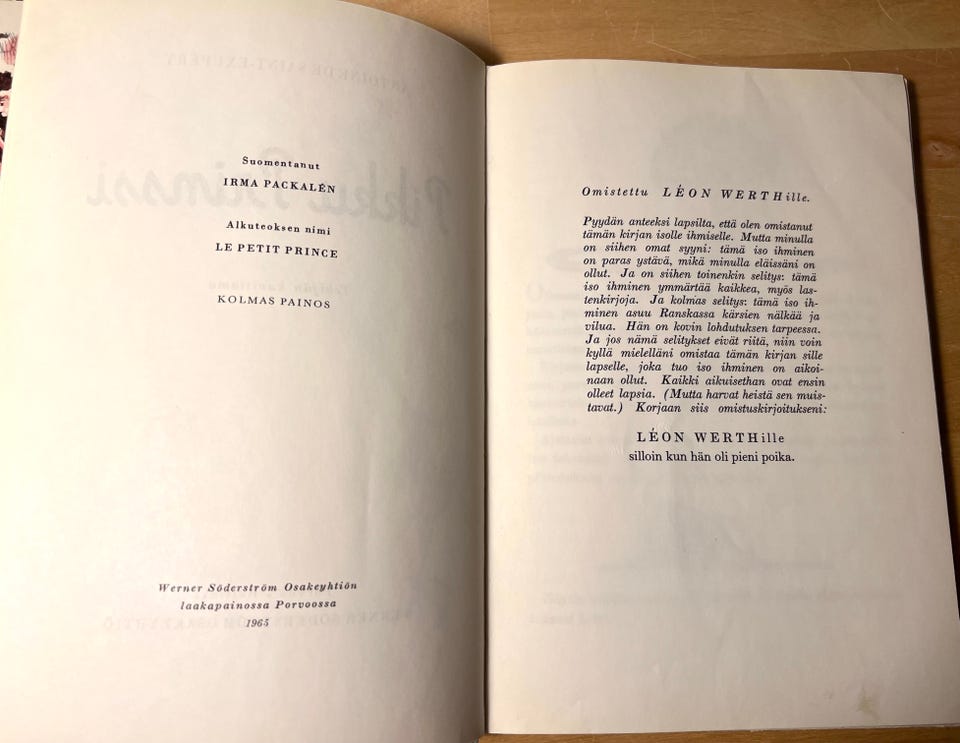 Suomentanut
IRMA PACKALÉN
Alkuteoksen nimi
LE PETIT PRINCE
KOLMAS PAINOS
Werner Söderström Osakeyhtiön
laakapainossa Porvoossa
1965
Omistettu LÉON WERTHille.
Pyydän anteeksi lapsilta, että olen omistanut
tämän kirjan isolle ihmiselle. Mutta minulla
on siihen omat syyni: tämä iso ihminen
on paras ystävä, mikä minulla eläissäni on
ollut. Ja on siihen toinenkin selitys: tämä
iso ihminen ymmärtää kaikkea, myös las-
tenkirjoja. Ja kolmas selitys: tämä iso ih-
minen asuu Ranskassa kärsien nälkää ja
vilua. Hän on kovin lohdutuksen tarpeessa.
Ja jos nämä selitykset eivät riitä, niin voin
kyllä mielelläni omistaa tämän kirjan sille
lapselle, joka tuo iso ihminen on aikoi-
naan ollut. Kaikki aikuisethan ovat ensin
olleet lapsia. (Mutta harvat heistä sen muis-
tavat.) Korjaan siis omistuskirjoitukseni:
LÉON WERTHille
silloin kun hän oli pieni poika.